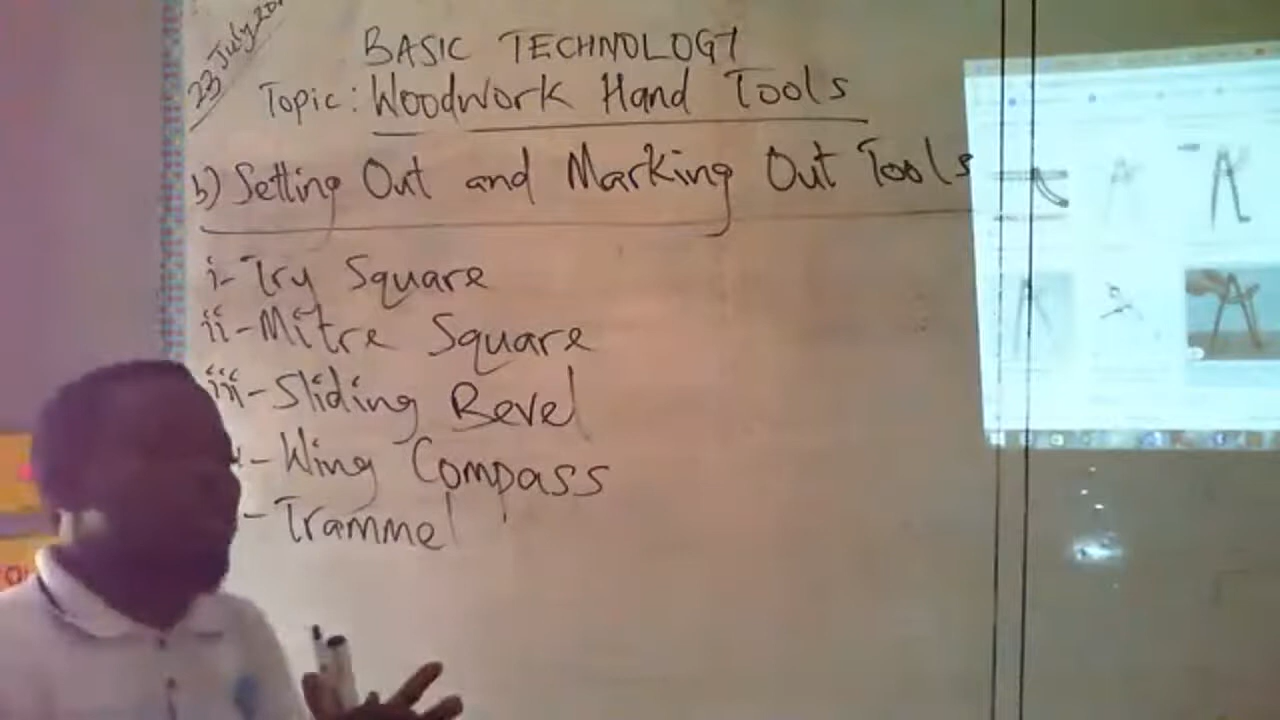 23 July
BASIC TECHNOLOGY
Topic: Woodwork Hand Tools
b) Setting Out and Marking Out Tools
i- Try Square
ii- Mitre Square
iii- Sliding Bevel
- Wing Compass
- Trammel